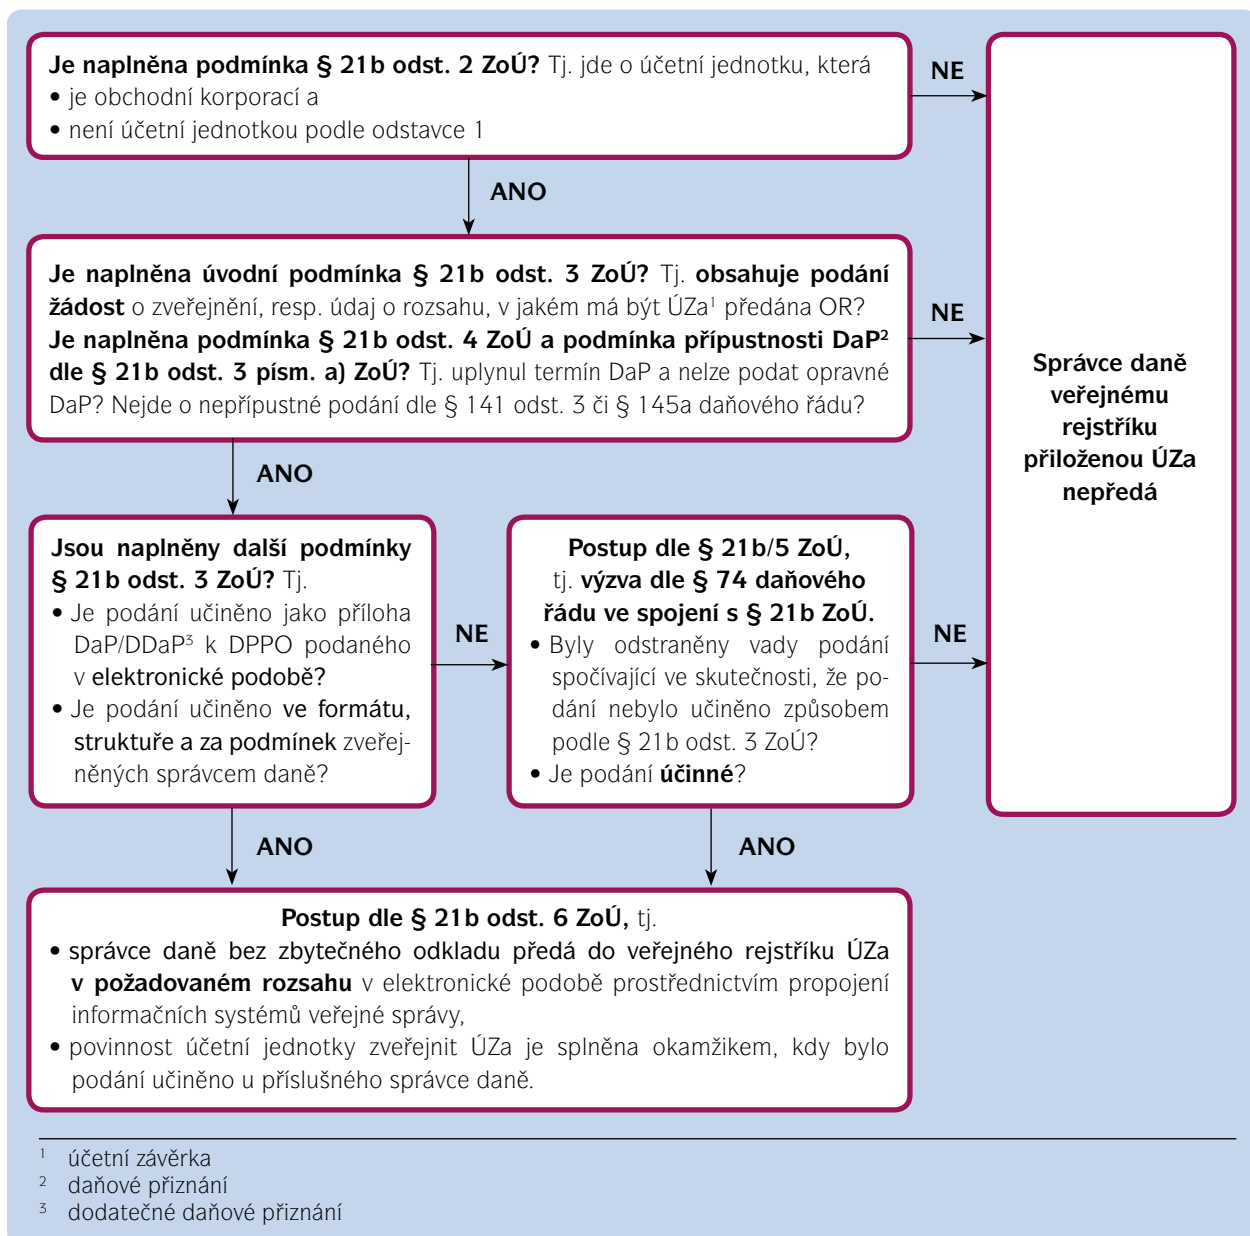 Je naplněna podmínka § 21b odst. 2 ZoÚ? Tj. jde o účetní jednotku, která
• je obchodní korporací a
• není účetní jednotkou podle odstavce 1
NE
ANO
Je naplněna úvodní podmínka § 21b odst. 3 ZoÚ? Tj. obsahuje podání
žádost o zveřejnění, resp. údaj o rozsahu, v jakém má být ÚZa¹ předána OR?
Je naplněna podmínka § 21b odst. 4 ZoÚ a podmínka přípustnosti DaP²
dle § 21b odst. 3 písm. a) ZoÚ? Tj. uplynul termín DaP a nelze podat opravné
DaP? Nejde o nepřípustné podání dle § 141 odst. 3 či § 145a daňového řádu?
NE
ANO
Správce daně
veřejnému
rejstříku
přiloženou ÚZa
nepředá
Jsou naplněny další podmínky
§ 21b odst. 3 ZoÚ? Tj.
• Je podání učiněno jako příloha
DaP/DDaP³ k DPPO podaného
v elektronické podobě?
• Je podání učiněno ve formátu,
struktuře a za podmínek zveřej-
něných správcem daně?
NE
Postup dle § 21b/5 ZoÚ,
tj. výzva dle § 74 daňového
řádu ve spojení s § 21b ZoÚ.
• Byly odstraněny vady podání
spočívající ve skutečnosti, že po-
dání nebylo učiněno způsobem
podle § 21b odst. 3 ZoÚ?
• Je podání účinné?
NE
ANO
ANO
Postup dle § 21b odst. 6 ZoÚ, tj.
• správce daně bez zbytečného odkladu předá do veřejného rejstříku ÚZa
v požadovaném rozsahu v elektronické podobě prostřednictvím propojení
informačních systémů veřejné správy,
• povinnost účetní jednotky zveřejnit ÚZa je splněna okamžikem, kdy bylo
podání učiněno u příslušného správce daně.
¹ účetní závěrka
² daňové přiznání
³ dodatečné daňové přiznání